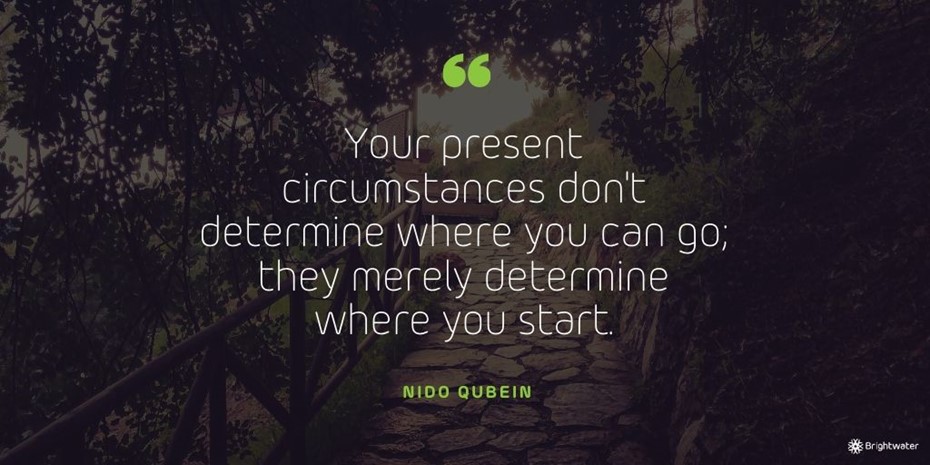 Your present
circumstances don't
determine where you can go;
they merely determine
where you start.
NIDO QUBEIN
Brightwater